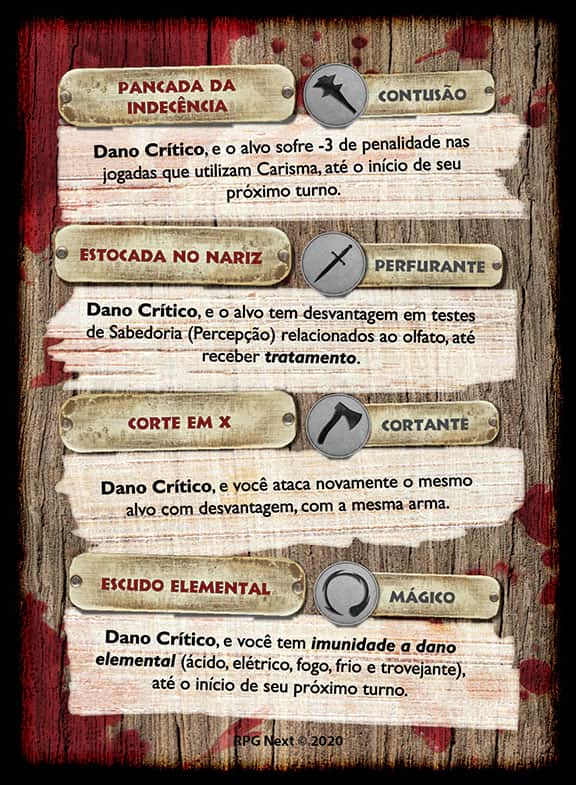 PANCADA DA
INDECÊNCIA
CONTUSÃO
Dano Crítico, e o alvo sofre -3 de penalidade nas
jogadas que utilizam Carisma, até o início de seu
próximo turno.
ESTOCADA NO NARIZ
PERFURANTE
Dano Crítico, e o alvo tem desvantagem em testes
de Sabedoria (Percepção) relacionados ao olfato, até
receber tratamento.
CORTE EM X
CORTANTE
Dano Crítico, e você ataca novamente o mesmo
alvo com desvantagem, com a mesma arma.
ESCUDO ELEMENTAL
MÁGICO
Dano Crítico, e você tem imunidade a dano
elemental (ácido, elétrico, fogo, frio e trovejante),
até o início de seu próximo turno.
RPG Next © 2020